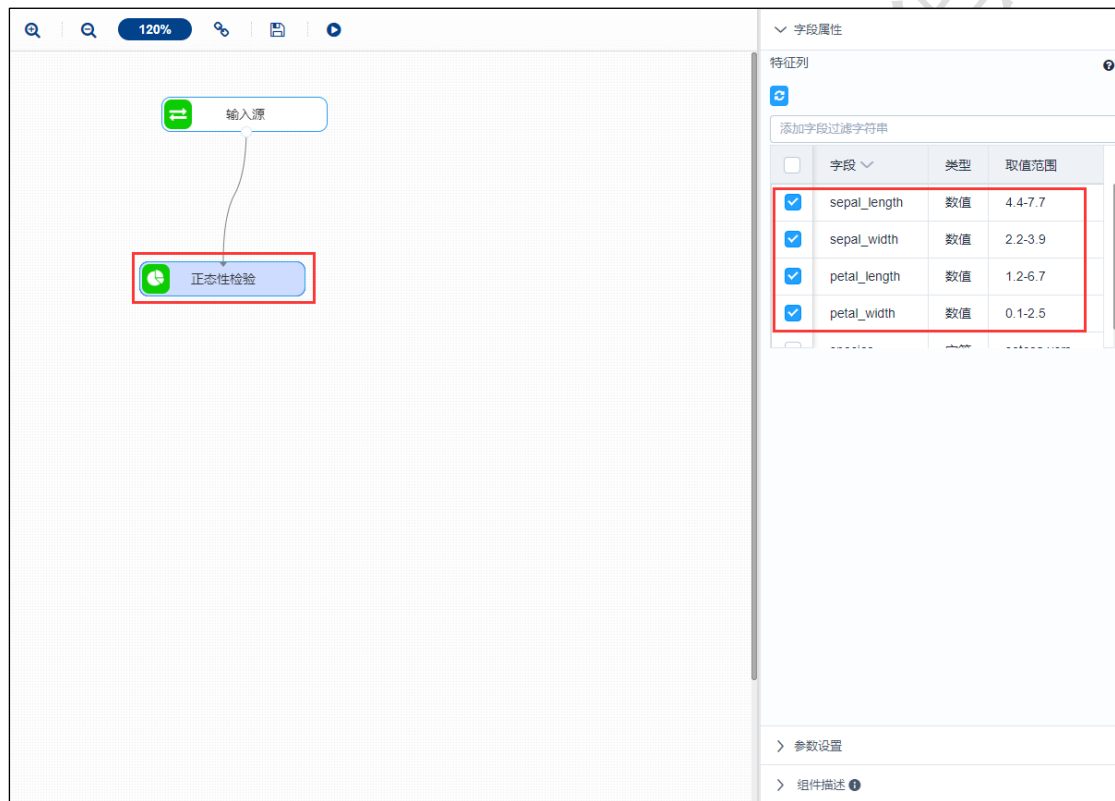 120%
字段属性
特征列
添加字段过滤字符串
字段 类型 取值范围
sepal_length 数值 4.4-7.7
sepal_width 数值 2.2-3.9
petal_length 数值 1.2-6.7
petal_width 数值 0.1-2.5
输入源
正态性检验
参数设置
组件描述